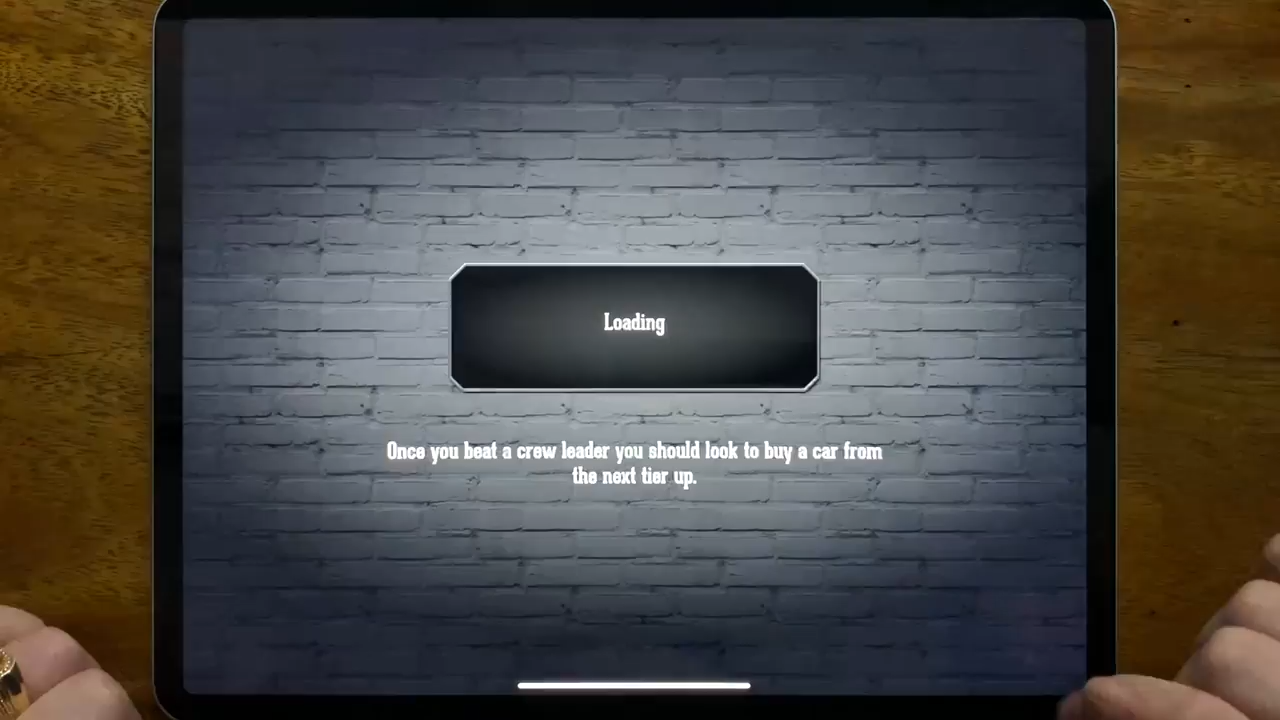 Loading
Once you beat a crew leader you should look to buy a car from
the next tier up.